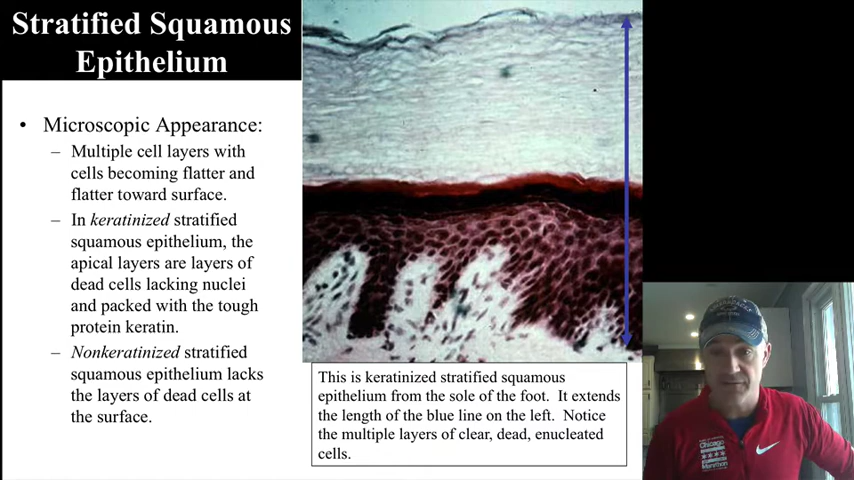 Stratified Squamous
Epithelium
• Microscopic Appearance:
– Multiple cell layers with
cells becoming flatter and
flatter toward surface.
– In keratinized stratified
squamous epithelium, the
apical layers are layers of
dead cells lacking nuclei
and packed with the tough
protein keratin.
– Nonkeratinized stratified
squamous epithelium lacks
the layers of dead cells at
the surface.
This is keratinized stratified squamous
epithelium from the sole of the foot. It extends
the length of the blue line on the left. Notice
the multiple layers of clear, dead, enucleated
cells.
Chicago
Marathon